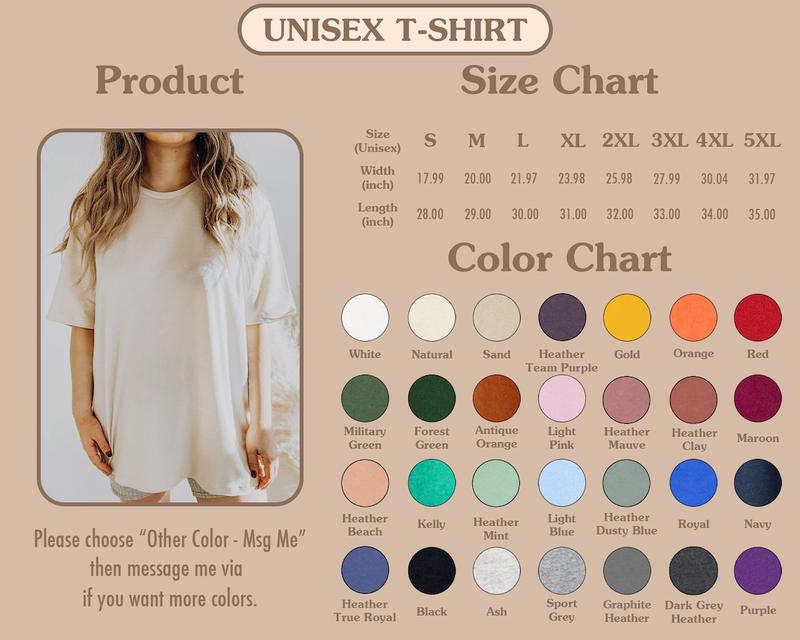 UNISEX T-SHIRT
Product
Please choose “Other Color - Msg Me”
then message me via
if you want more colors.
Size Chart
Size (Unisex) S M L XL 2XL 3XL 4XL 5XL
Width (inch) 17.99 20.00 21.97 23.98 25.98 27.99 30.04 31.97
Length (inch) 28.00 29.00 30.00 31.00 32.00 33.00 34.00 35.00
Color Chart
White Natural Sand Heather Team Purple Gold Orange Red
Military Green Forest Green Antique Orange Light Pink Heather Mauve Heather Clay Maroon
Heather Beach Kelly Heather Mint Light Blue Heather Dusty Blue Royal Navy
Heather True Royal Black Ash Sport Grey Graphite Heather Dark Grey Heather Purple